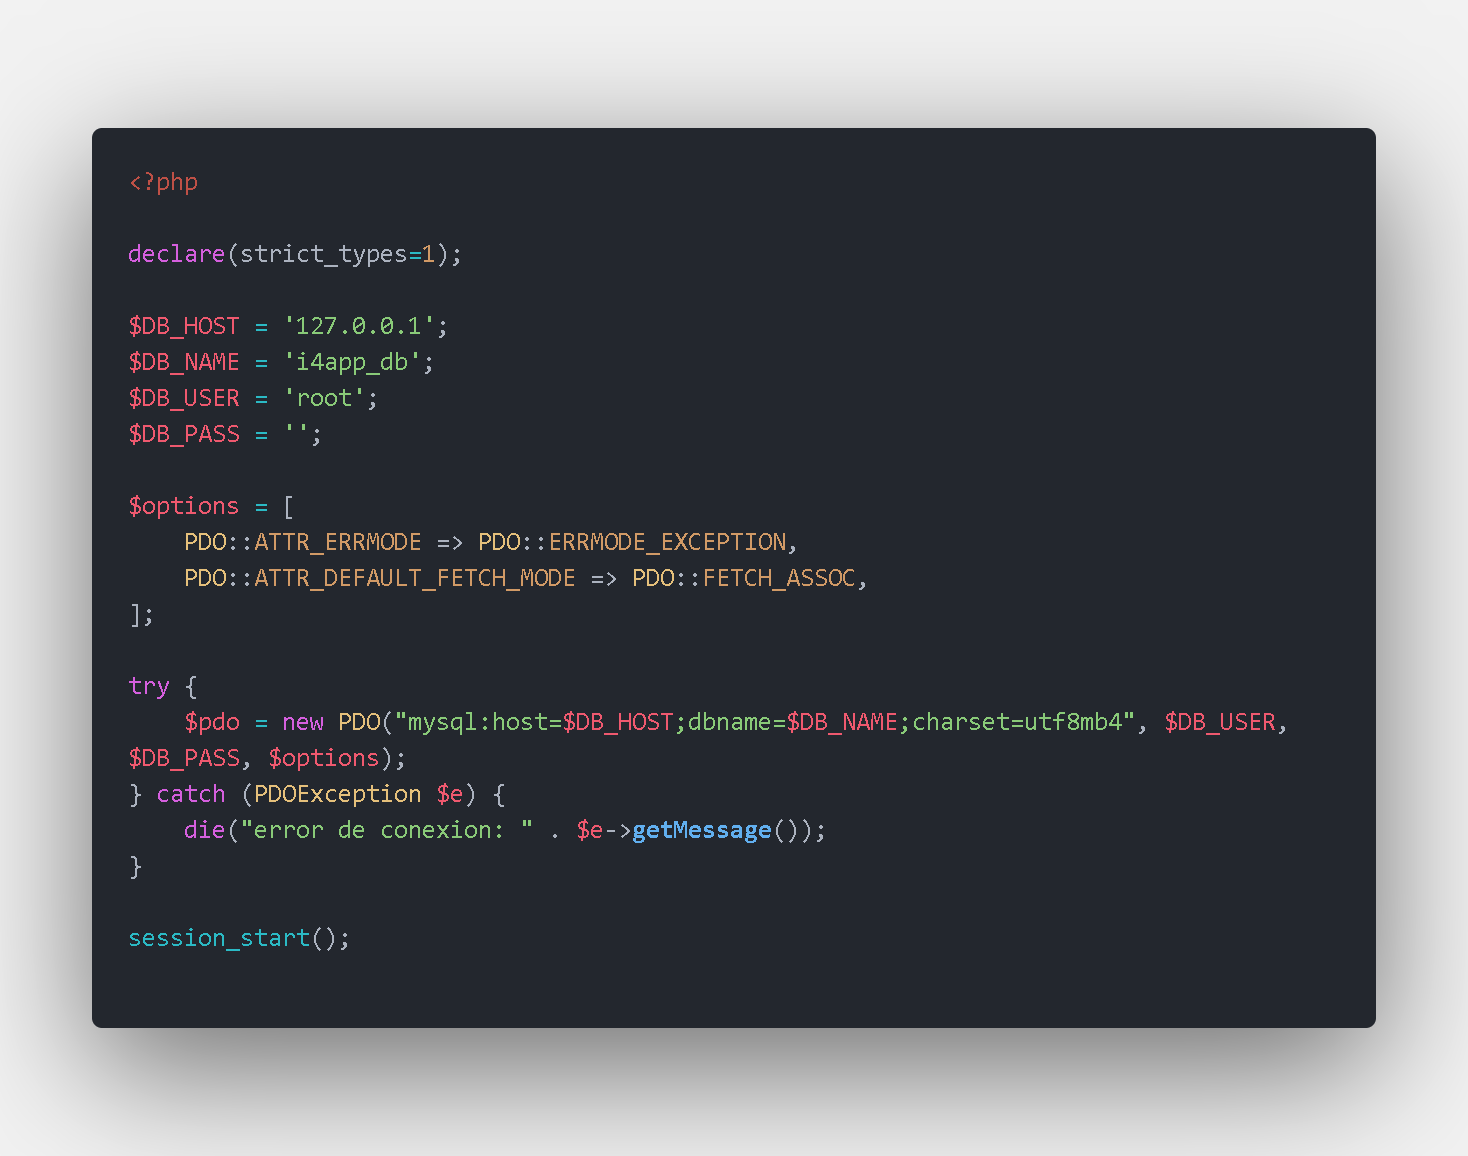 <?php
declare(strict_types=1);
$DB_HOST = '127.0.0.1';
$DB_NAME = 'i4app_db';
$DB_USER = 'root';
$DB_PASS = '';
$options = [
    PDO::ATTR_ERRMODE => PDO::ERRMODE_EXCEPTION,
    PDO::ATTR_DEFAULT_FETCH_MODE => PDO::FETCH_ASSOC,
];
try {
    $pdo = new PDO("mysql:host=$DB_HOST;dbname=$DB_NAME;charset=utf8mb4", $DB_USER,
$DB_PASS, $options);
} catch (PDOException $e) {
    die("error de conexion: " . $e->getMessage());
}
session_start();